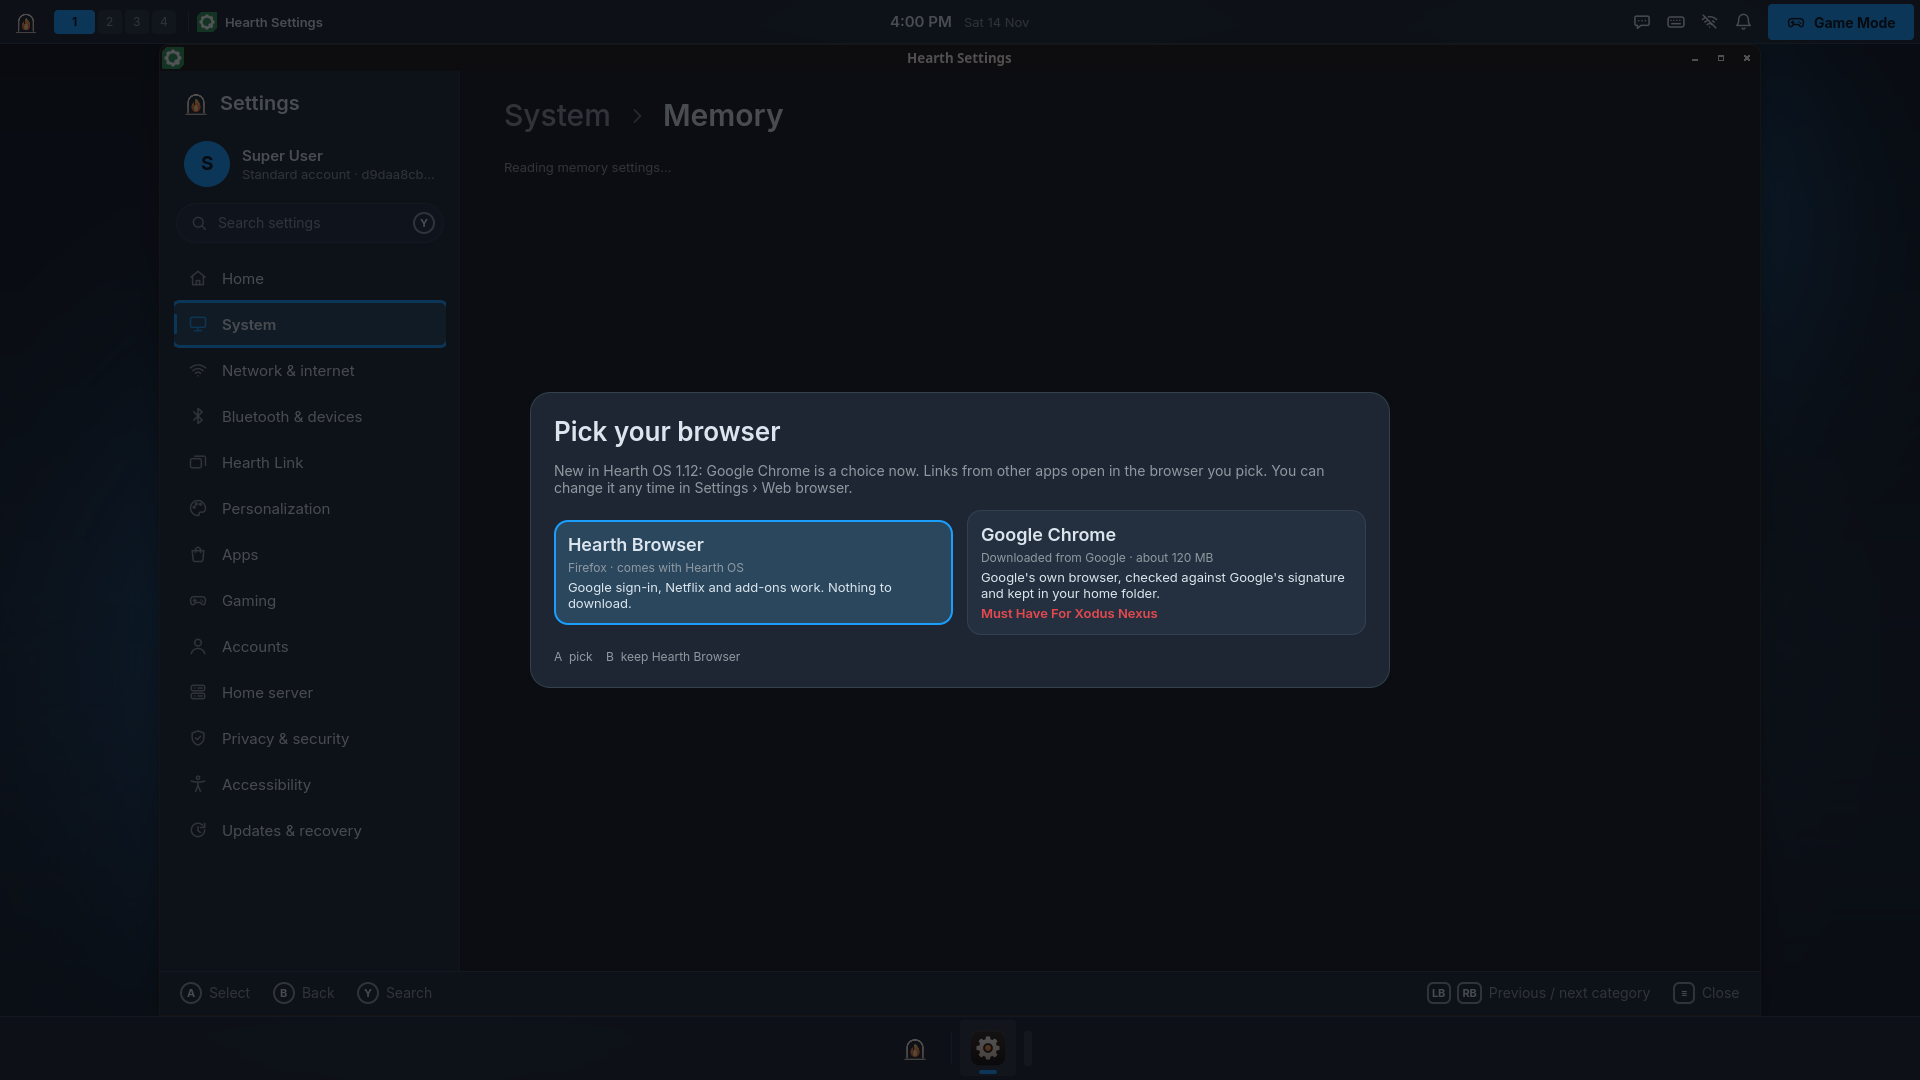 1 2 3 4 Hearth Settings 4:00 PM Sat 14 Nov Game Mode
Hearth Settings
Settings
Super User
Standard account · d9daa8cb...
Search settings Y
Home
System
Network & internet
Bluetooth & devices
Hearth Link
Personalization
Apps
Gaming
Accounts
Home server
Privacy & security
Accessibility
Updates & recovery
System › Memory
Reading memory settings...
Pick your browser
New in Hearth OS 1.12: Google Chrome is a choice now. Links from other apps open in the browser you pick. You can
change it any time in Settings › Web browser.
Hearth Browser
Firefox · comes with Hearth OS
Google sign-in, Netflix and add-ons work. Nothing to
download.
Google Chrome
Downloaded from Google · about 120 MB
Google's own browser, checked against Google's signature
and kept in your home folder.
Must Have For Xodus Nexus
A pick B keep Hearth Browser
A Select B Back Y Search LB RB Previous / next category ≡ Close